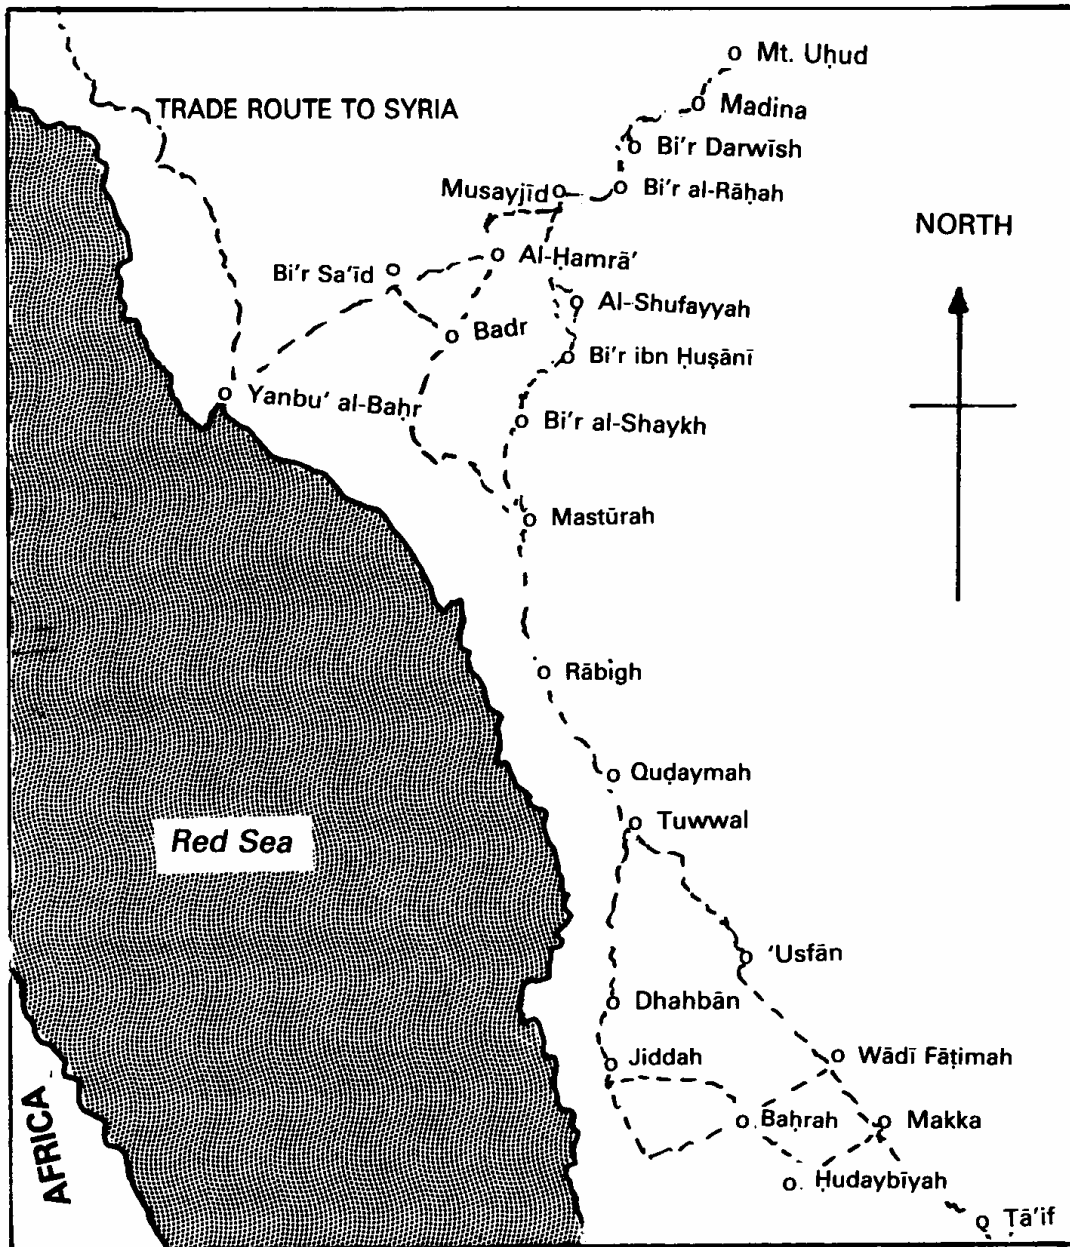 Mt. Uḥud
TRADE ROUTE TO SYRIA
Madina
Bi'r Darwīsh
Musayjīd
Bi'r al-Rāḥah
NORTH
Al-Ḥamrā'
Bi'r Sa'īd
Al-Shufayyah
Badr
Bi'r ibn Ḥuṣānī
Yanbu' al-Baḥr
Bi'r al-Shaykh
Mastūrah
Rābigh
Quḍaymah
Tuwwal
Red Sea
'Usfān
Dhahbān
Jiddah
Wādī Fāṭimah
AFRICA
Baḥrah
Makka
Ḥudaybīyah
Ṭā'if